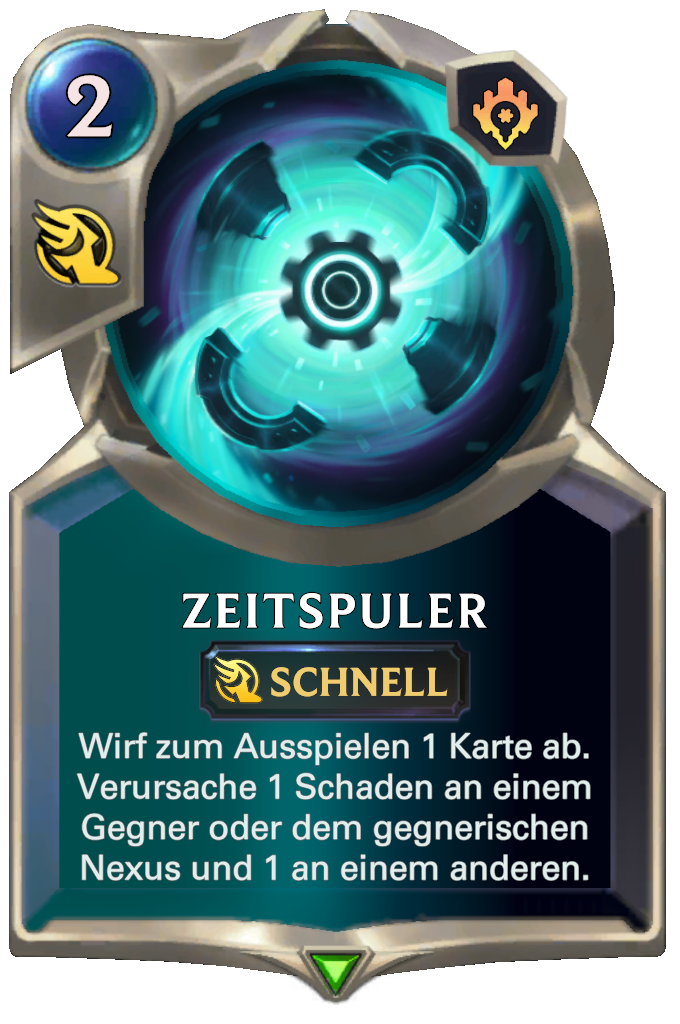 2
ZEITSPULER
SCHNELL
Wirf zum Ausspielen 1 Karte ab.
Verursache 1 Schaden an einem
Gegner oder dem gegnerischen
Nexus und 1 an einem anderen.